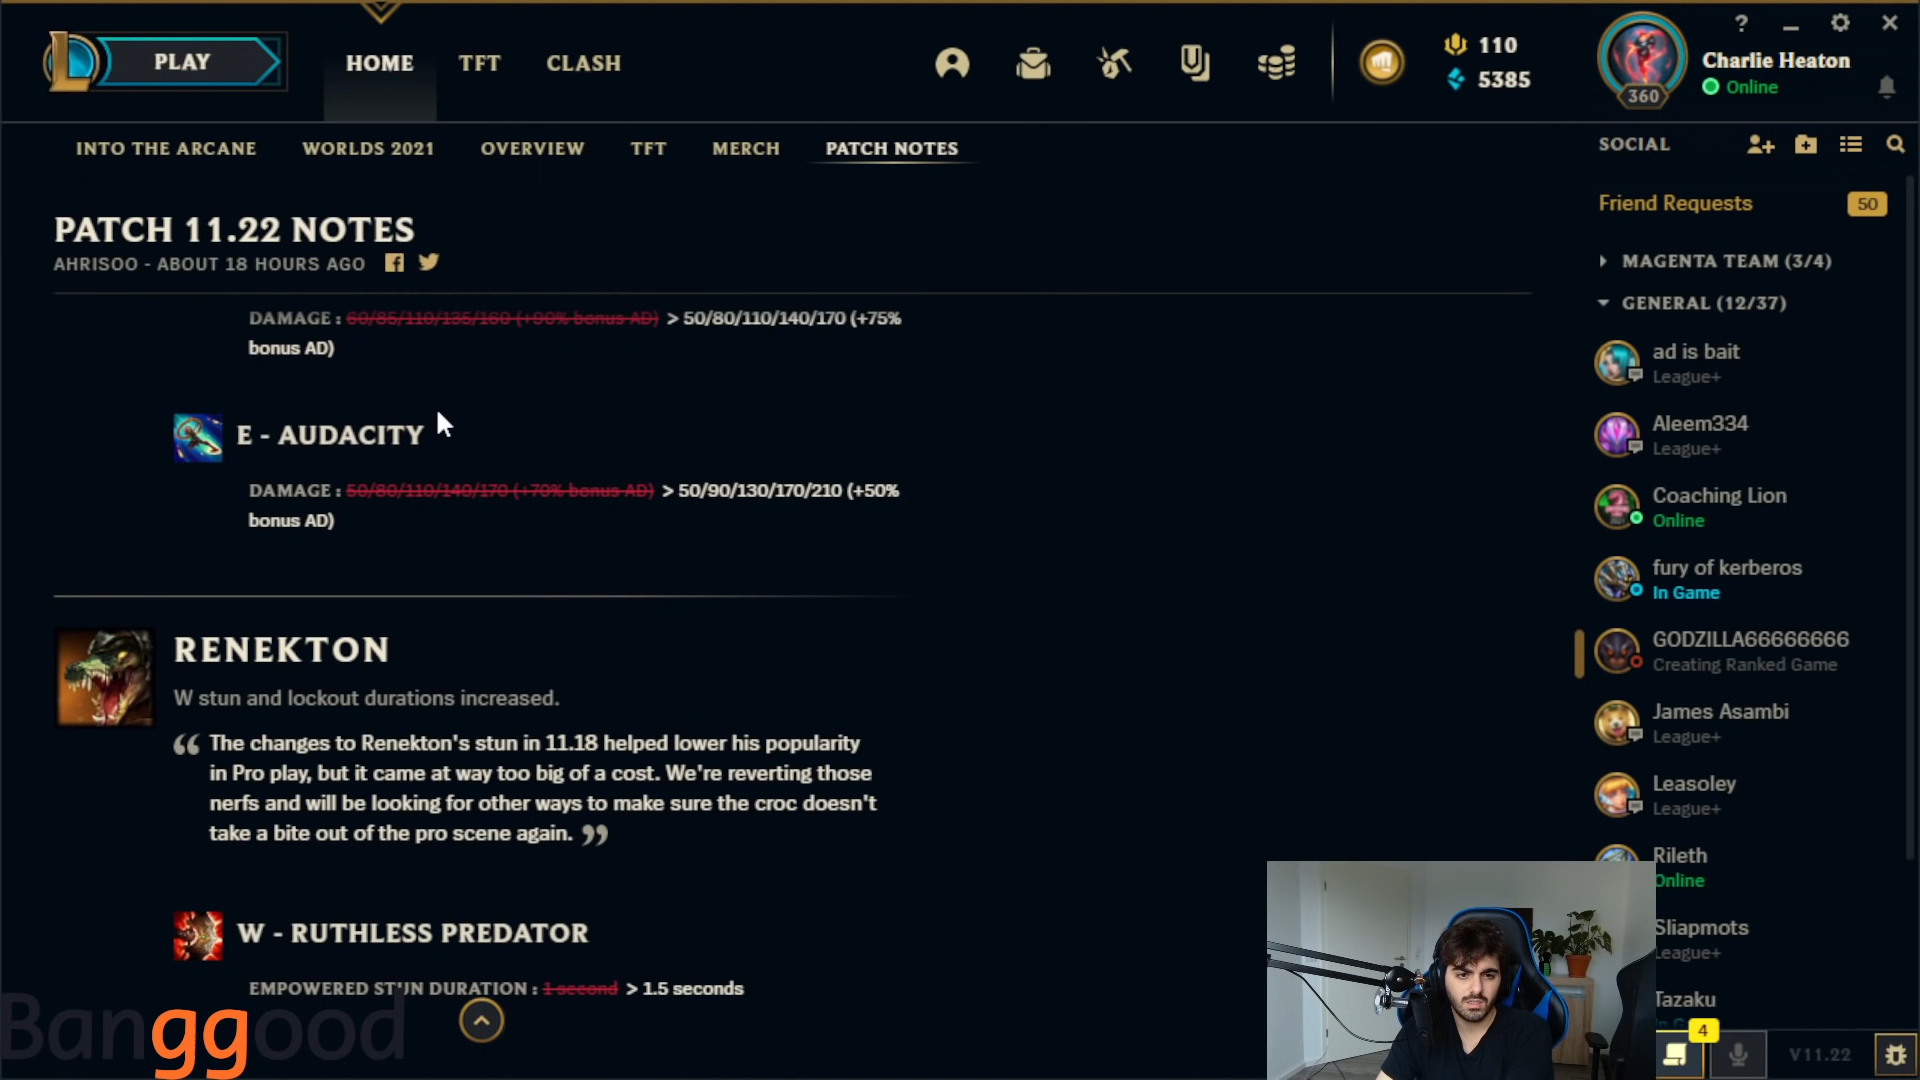 PLAY
HOME
TFT
CLASH
110
5385
360
?
Charlie Heaton
Online
INTO THE ARCANE
WORLDS 2021
OVERVIEW
TFT
MERCH
PATCH NOTES
PATCH 11.22 NOTES
AHRISOO - ABOUT 18 HOURS AGO
DAMAGE : 60/85/110/135/160 (+90% bonus AD) > 50/80/110/140/170 (+75%
bonus AD)
E - AUDACITY
DAMAGE : 50/80/110/140/170 (+70% bonus AD) > 50/90/130/170/210 (+50%
bonus AD)
RENEKTON
W stun and lockout durations increased.
“ The changes to Renekton's stun in 11.18 helped lower his popularity
in Pro play, but it came at way too big of a cost. We're reverting those
nerfs and will be looking for other ways to make sure the croc doesn't
take a bite out of the pro scene again. ”
W - RUTHLESS PREDATOR
EMPOWERED STUN DURATION : 1 second > 1.5 seconds
Banggood
SOCIAL
Friend Requests
50
MAGENTA TEAM (3/4)
GENERAL (12/37)
ad is bait
League+
Aleem334
League+
Coaching Lion
Online
fury of kerberos
In Game
GODZILLA66666666
Creating Ranked Game
James Asambi
League+
Leasoley
League+
Rileth
Online
Sliapmots
League+
Tazaku
4
V11.22